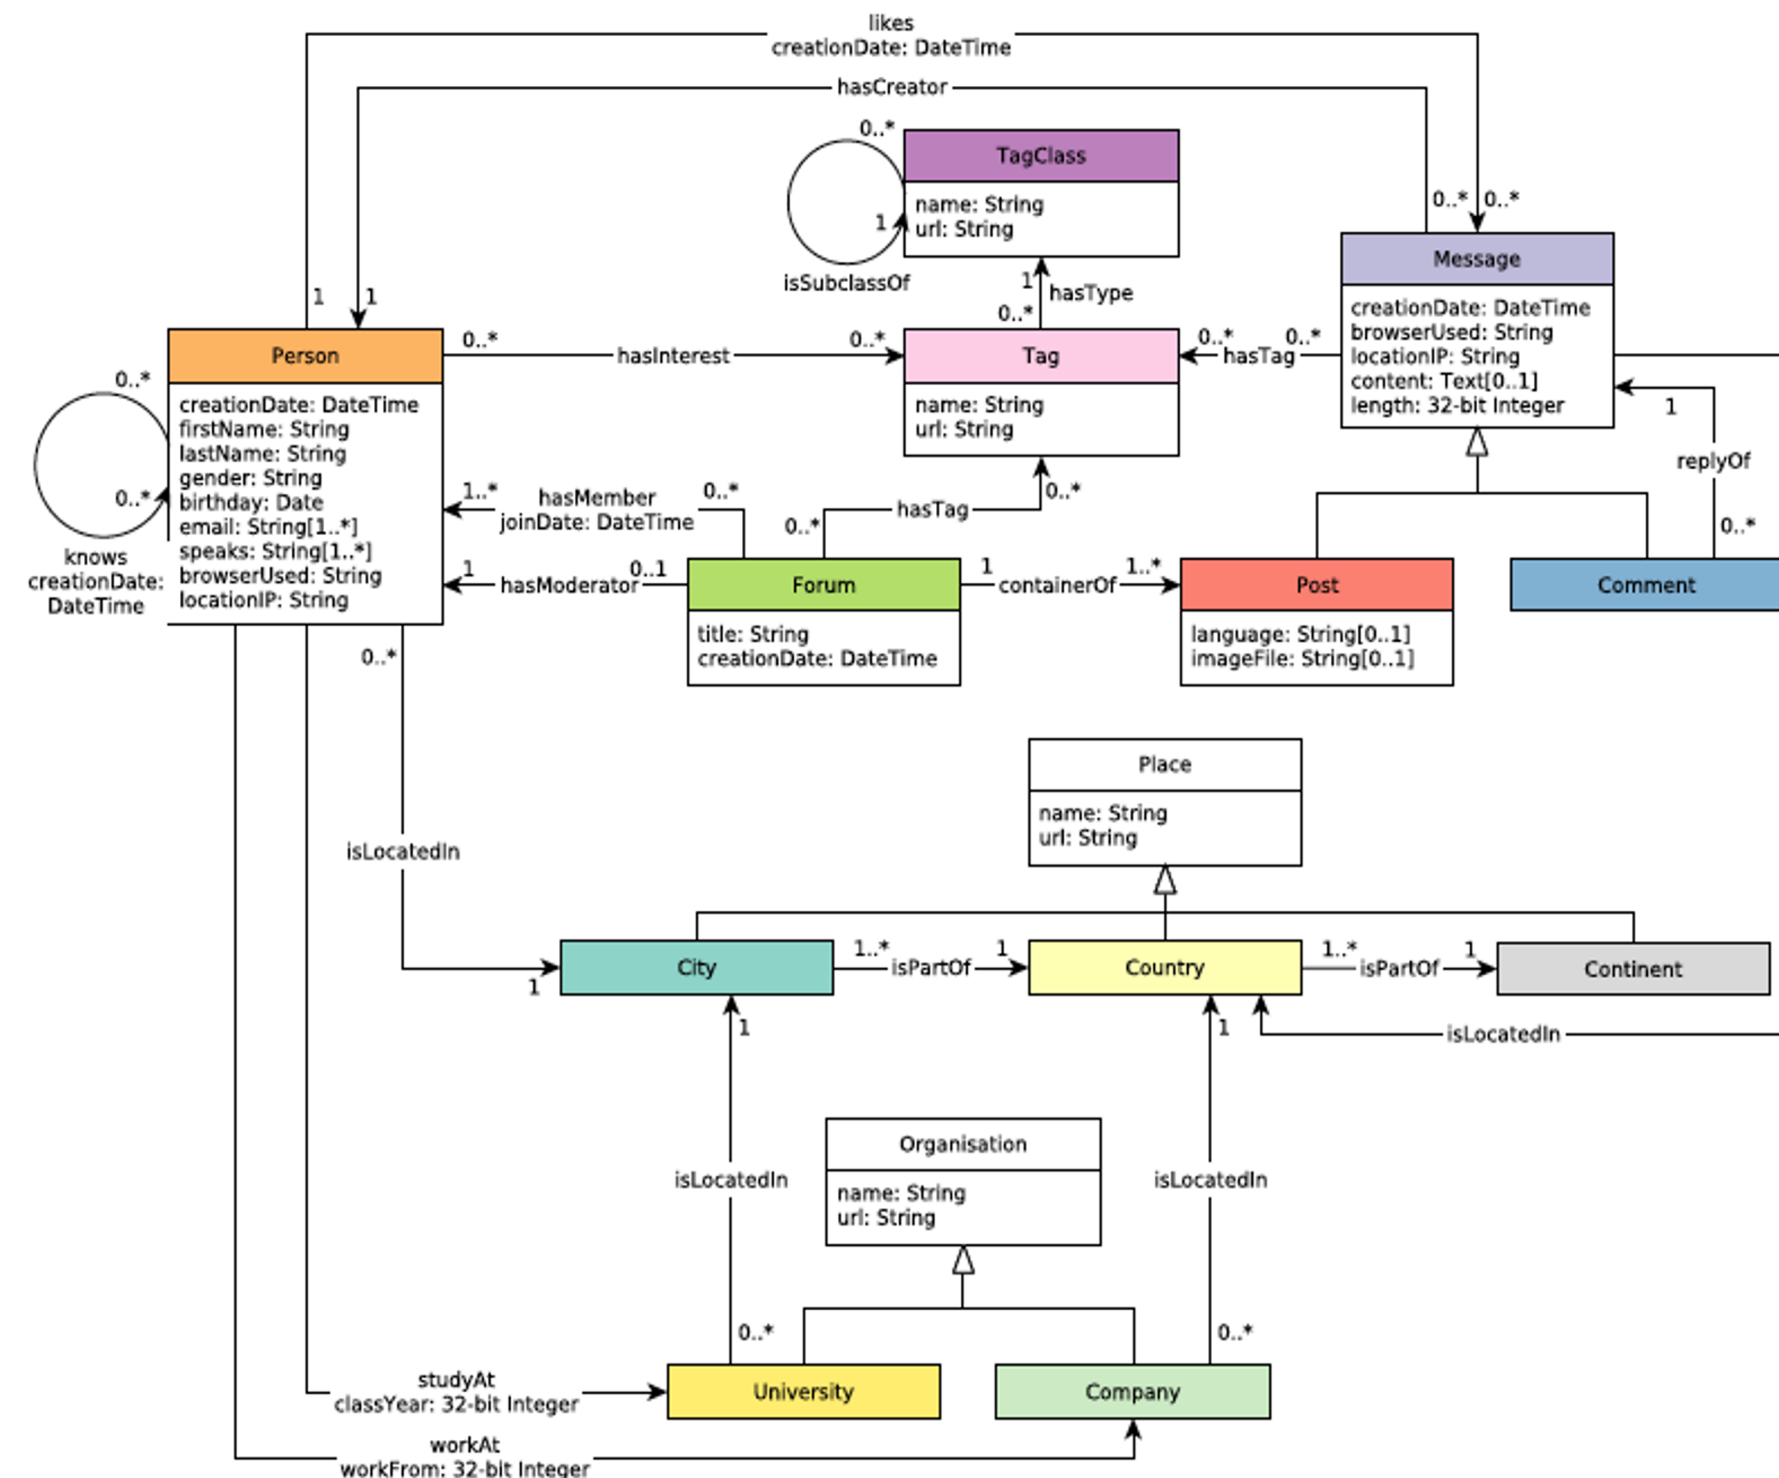 likes
creationDate: DateTime
hasCreator
0..*
TagClass
name: String
url: String
1
isSubclassOf
1
hasType
0..*
0..*
0..*
Message
creationDate: DateTime
browserUsed: String
locationIP: String
content: Text[0..1]
length: 32-bit Integer
1
1
Person
creationDate: DateTime
firstName: String
lastName: String
gender: String
birthday: Date
email: String[1..*]
speaks: String[1..*]
browserUsed: String
locationIP: String
0..*
0..*
knows
creationDate:
DateTime
0..*
hasInterest
0..*
Tag
name: String
url: String
0..*
hasTag
0..*
1
replyOf
0..*
1..*
hasMember
joinDate: DateTime
0..*
0..*
hasTag
0..*
1
hasModerator
0..1
Forum
title: String
creationDate: DateTime
1
containerOf
1..*
Post
language: String[0..1]
imageFile: String[0..1]
Comment
0..*
isLocatedIn
1
Place
name: String
url: String
City
1..*
isPartOf
1
Country
1..*
isPartOf
1
Continent
1
1
isLocatedIn
Organisation
name: String
url: String
isLocatedIn
isLocatedIn
0..*
0..*
studyAt
classYear: 32-bit Integer
University
Company
workAt
workFrom: 32-bit Integer